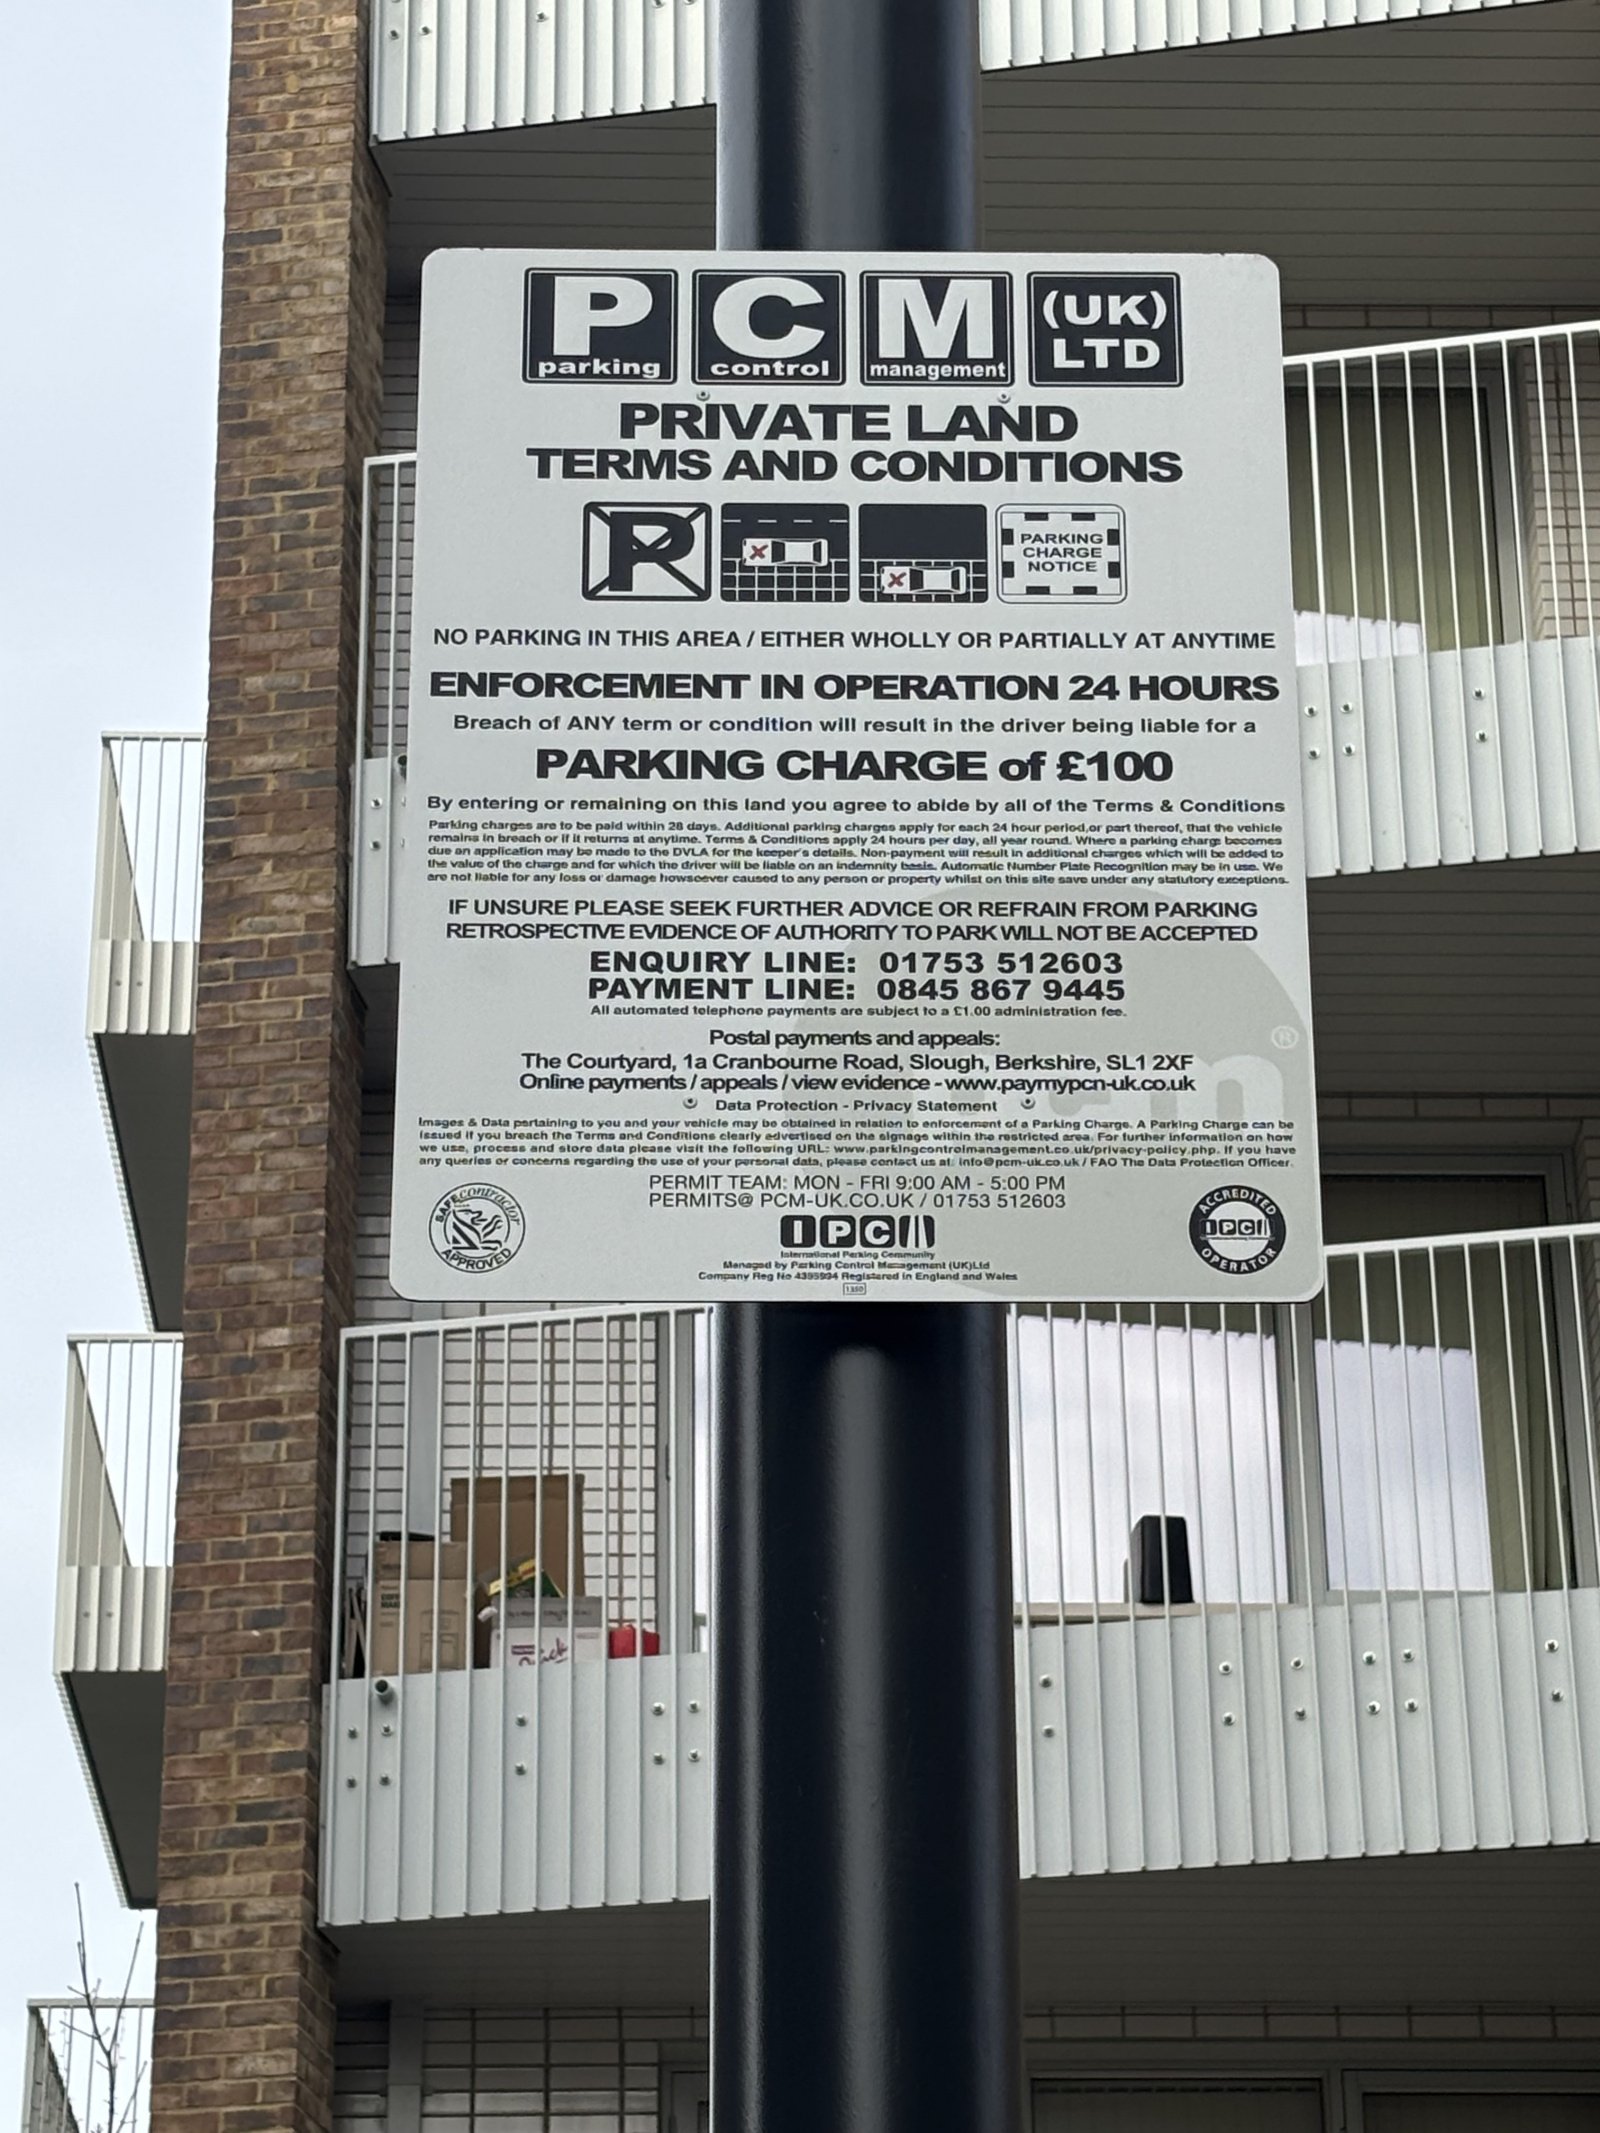 P C M (UK)
parking control management LTD
PRIVATE LAND
TERMS AND CONDITIONS
P
PARKING
CHARGE
NOTICE
NO PARKING IN THIS AREA / EITHER WHOLLY OR PARTIALLY AT ANYTIME
ENFORCEMENT IN OPERATION 24 HOURS
Breach of ANY term or condition will result in the driver being liable for a
PARKING CHARGE of £100
By entering or remaining on this land you agree to abide by all of the Terms & Conditions
Parking charges are to be paid within 28 days. Additional parking charges apply for each 24 hour period,or part thereof, that the vehicle
remains in breach or if it returns at anytime. Terms & Conditions apply 24 hours per day, all year round. Where a parking charge becomes
due an application may be made to the DVLA for the keeper's details. Non-payment will result in additional charges which will be added to
the value of the charge and for which the driver will be liable on an indemnity basis. Automatic Number Plate Recognition may be in use. We
are not liable for any loss or damage howsoever caused to any person or property whilst on this site save under any statutory exceptions.
IF UNSURE PLEASE SEEK FURTHER ADVICE OR REFRAIN FROM PARKING
RETROSPECTIVE EVIDENCE OF AUTHORITY TO PARK WILL NOT BE ACCEPTED
ENQUIRY LINE: 01753 512603
PAYMENT LINE: 0845 867 9445
All automated telephone payments are subject to a £1.00 administration fee.
Postal payments and appeals:
The Courtyard, 1a Cranbourne Road, Slough, Berkshire, SL1 2XF
Online payments / appeals / view evidence - www.paymypcn-uk.co.uk
Data Protection - Privacy Statement
Images & Data pertaining to you and your vehicle may be obtained in relation to enforcement of a Parking Charge. A Parking Charge can be
issued if you breach the Terms and Conditions clearly advertised on the signage within the restricted area. For further information on how
we use, process and store data please visit the following URL: www.parkingcontrolmanagement.co.uk/privacy-policy.php. If you have
any queries or concerns regarding the use of your personal data, please contact us at: info@pcm-uk.co.uk / FAO The Data Protection Officer.
PERMIT TEAM: MON - FRI 9:00 AM - 5:00 PM
PERMITS@ PCM-UK.CO.UK / 01753 512603
SAFEcontractor
APPROVED
IPC
International Parking Community
Managed by Parking Control Management (UK)Ltd
Company Reg No 4395994 Registered in England and Wales
1350
ACCREDITED
IPC
OPERATOR